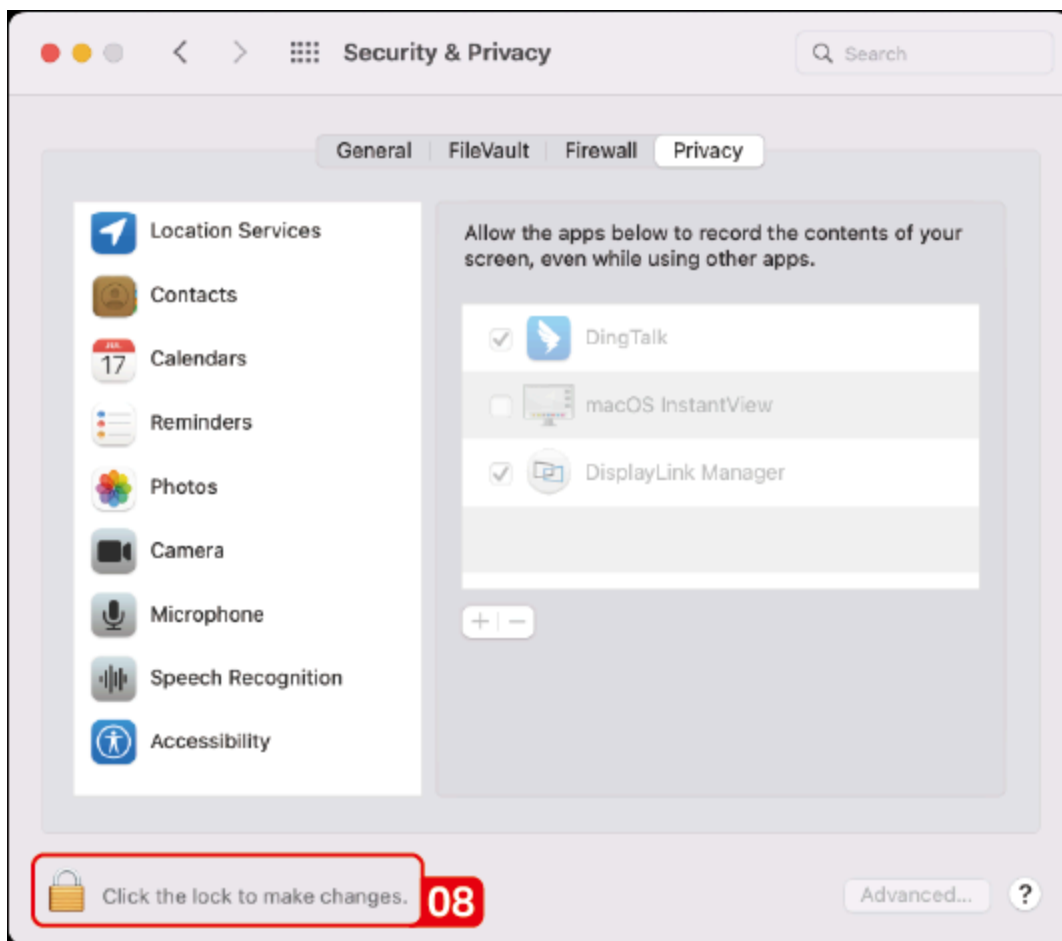 Security & Privacy
Search
General
FileVault
Firewall
Privacy
Location Services
Contacts
JUL
17
Calendars
Reminders
Photos
Camera
Microphone
Speech Recognition
Accessibility
Allow the apps below to record the contents of your
screen, even while using other apps.
DingTalk
macOS InstantView
DisplayLink Manager
+ −
Click the lock to make changes.
08
Advanced...
?